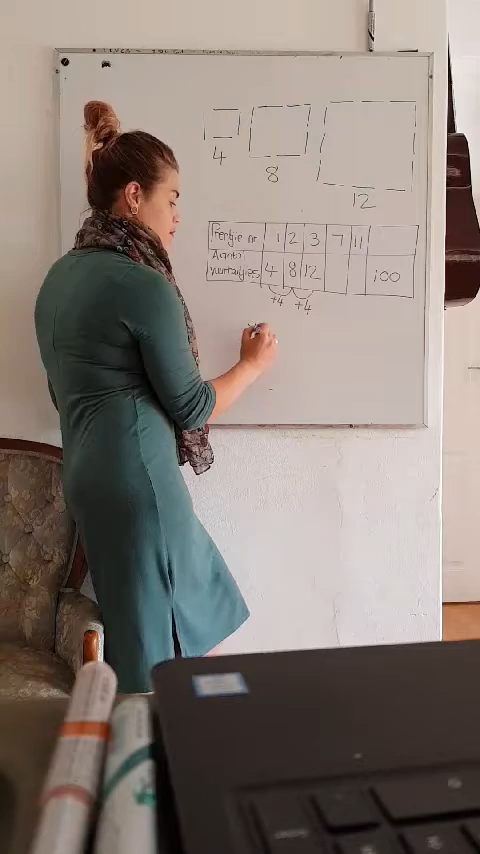 4
8
12
Prentjie nr 1 2 3 7 11
Aantal 4 8 12 100
vuurhoutjies
+4 +4